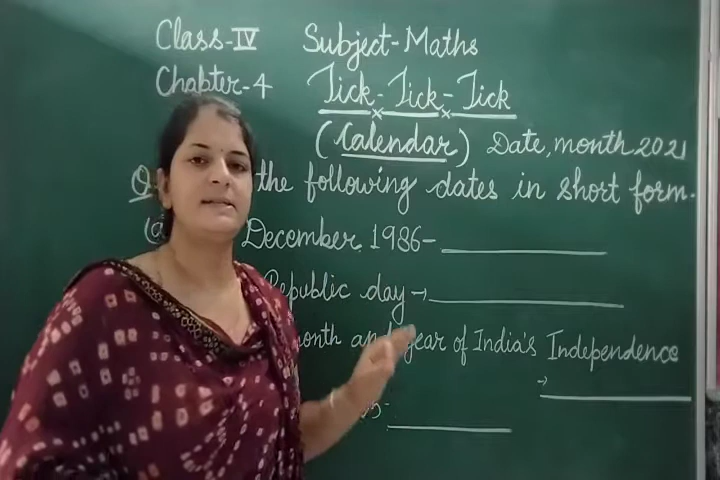 Class-IV Subject-Maths
Chapter-4 Tick-Tick-Tick
(Calendar) Date, month 2021
Q the following dates in short form.
(a December 1986-
Republic day →
and year of India's Independence
→